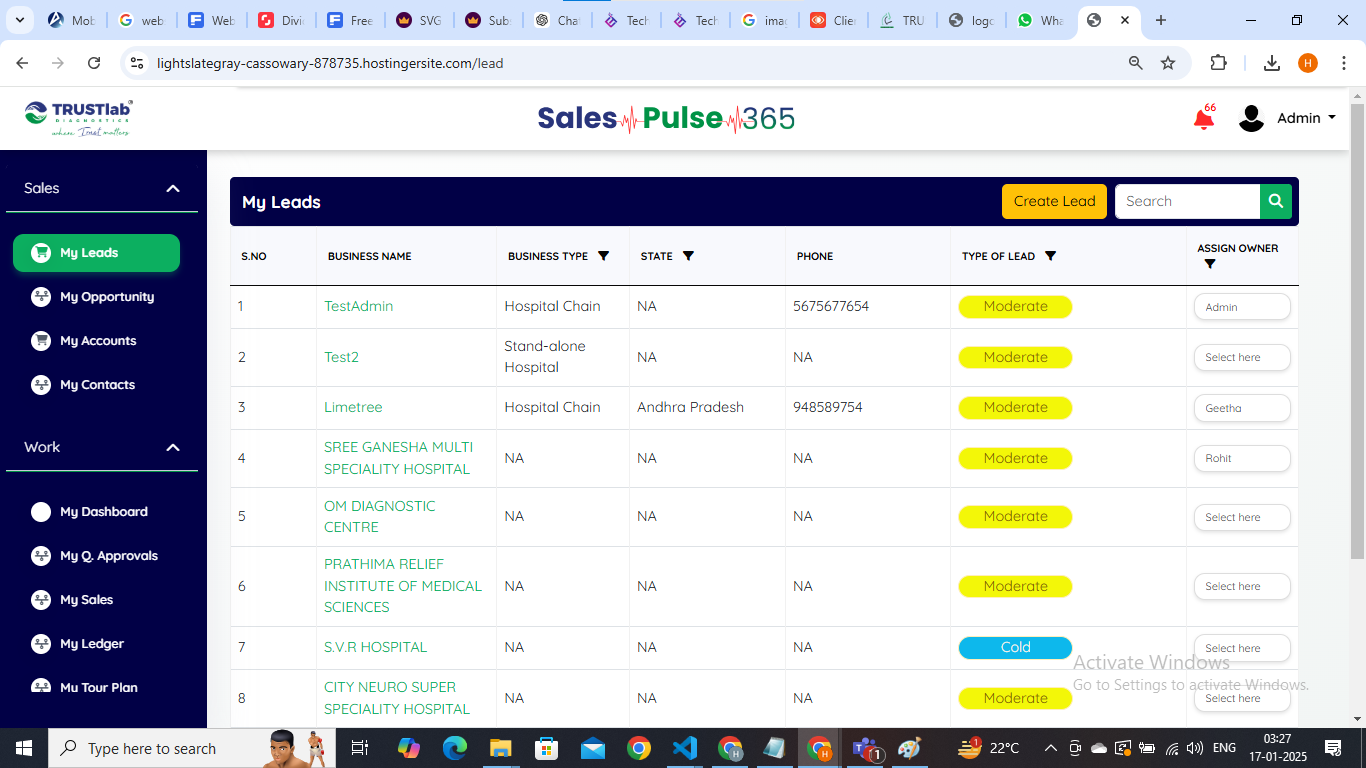 Mob
web
Web
Divi
Free
SVG
Subs
Chat
Tech
Tech
ima
Clie
TRU
logo
Wha
lightslategray-cassowary-878735.hostingersite.com/lead
H
TRUSTlab
DIAGNOSTICS
where Trust matters
Sales Pulse 365
66
Admin
Sales
My Leads
My Opportunity
My Accounts
My Contacts
Work
My Dashboard
My Q. Approvals
My Sales
My Ledger
My Tour Plan
My Leads
Create Lead
Search
S.NO BUSINESS NAME BUSINESS TYPE STATE PHONE TYPE OF LEAD ASSIGN OWNER
1 TestAdmin Hospital Chain NA 5675677654 Moderate Admin
2 Test2 Stand-alone Hospital NA NA Moderate Select here
3 Limetree Hospital Chain Andhra Pradesh 948589754 Moderate Geetha
4 SREE GANESHA MULTI SPECIALITY HOSPITAL NA NA NA Moderate Rohit
5 OM DIAGNOSTIC CENTRE NA NA NA Moderate Select here
6 PRATHIMA RELIEF INSTITUTE OF MEDICAL SCIENCES NA NA NA Moderate Select here
7 S.V.R HOSPITAL NA NA NA Cold Select here
8 CITY NEURO SUPER SPECIALITY HOSPITAL NA NA NA Moderate Select here
Activate Windows
Go to Settings to activate Windows.
Type here to search
1
1
22°C
ENG
03:27
17-01-2025